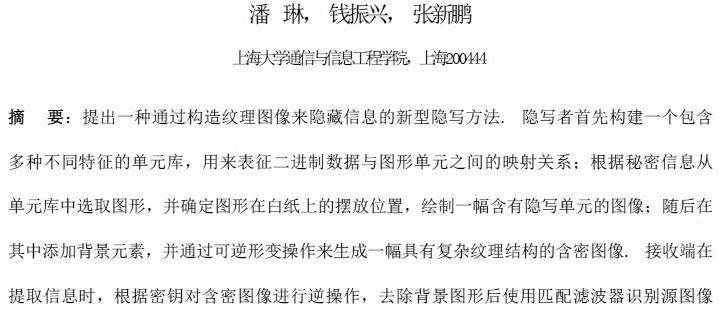 潘 琳， 钱振兴， 张新鹏
上海大学通信与信息工程学院，上海200444
摘 要：提出一种通过构造纹理图像来隐藏信息的新型隐写方法. 隐写者首先构建一个包含
多种不同特征的单元库，用来表征二进制数据与图形单元之间的映射关系；根据秘密信息从
单元库中选取图形，并确定图形在白纸上的摆放位置，绘制一幅含有隐写单元的图像；随后在
其中添加背景元素，并通过可逆形变操作来生成一幅具有复杂纹理结构的含密图像. 接收端在
提取信息时，根据密钥对含密图像进行逆操作，去除背景图形后使用匹配滤波器识别源图像